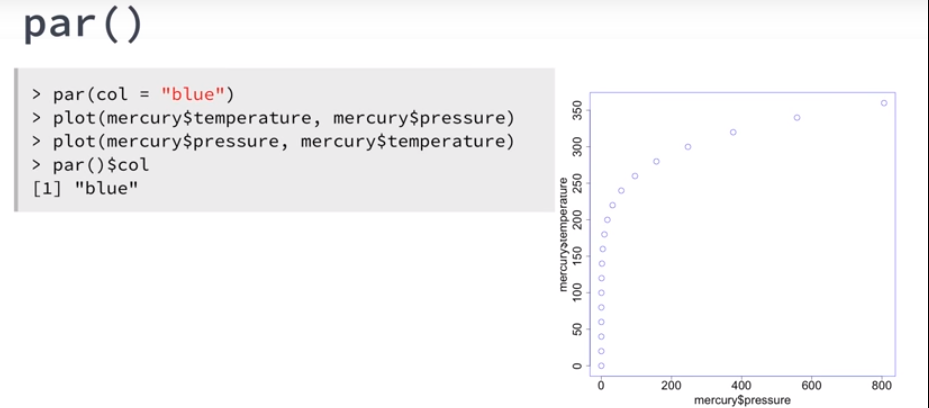 par()
> par(col = "blue")
> plot(mercury$temperature, mercury$pressure)
> plot(mercury$pressure, mercury$temperature)
> par()$col
[1] "blue"
mercury$temperature
350
300
250
200
150
100
50
0
0 200 400 600 800
mercury$pressure